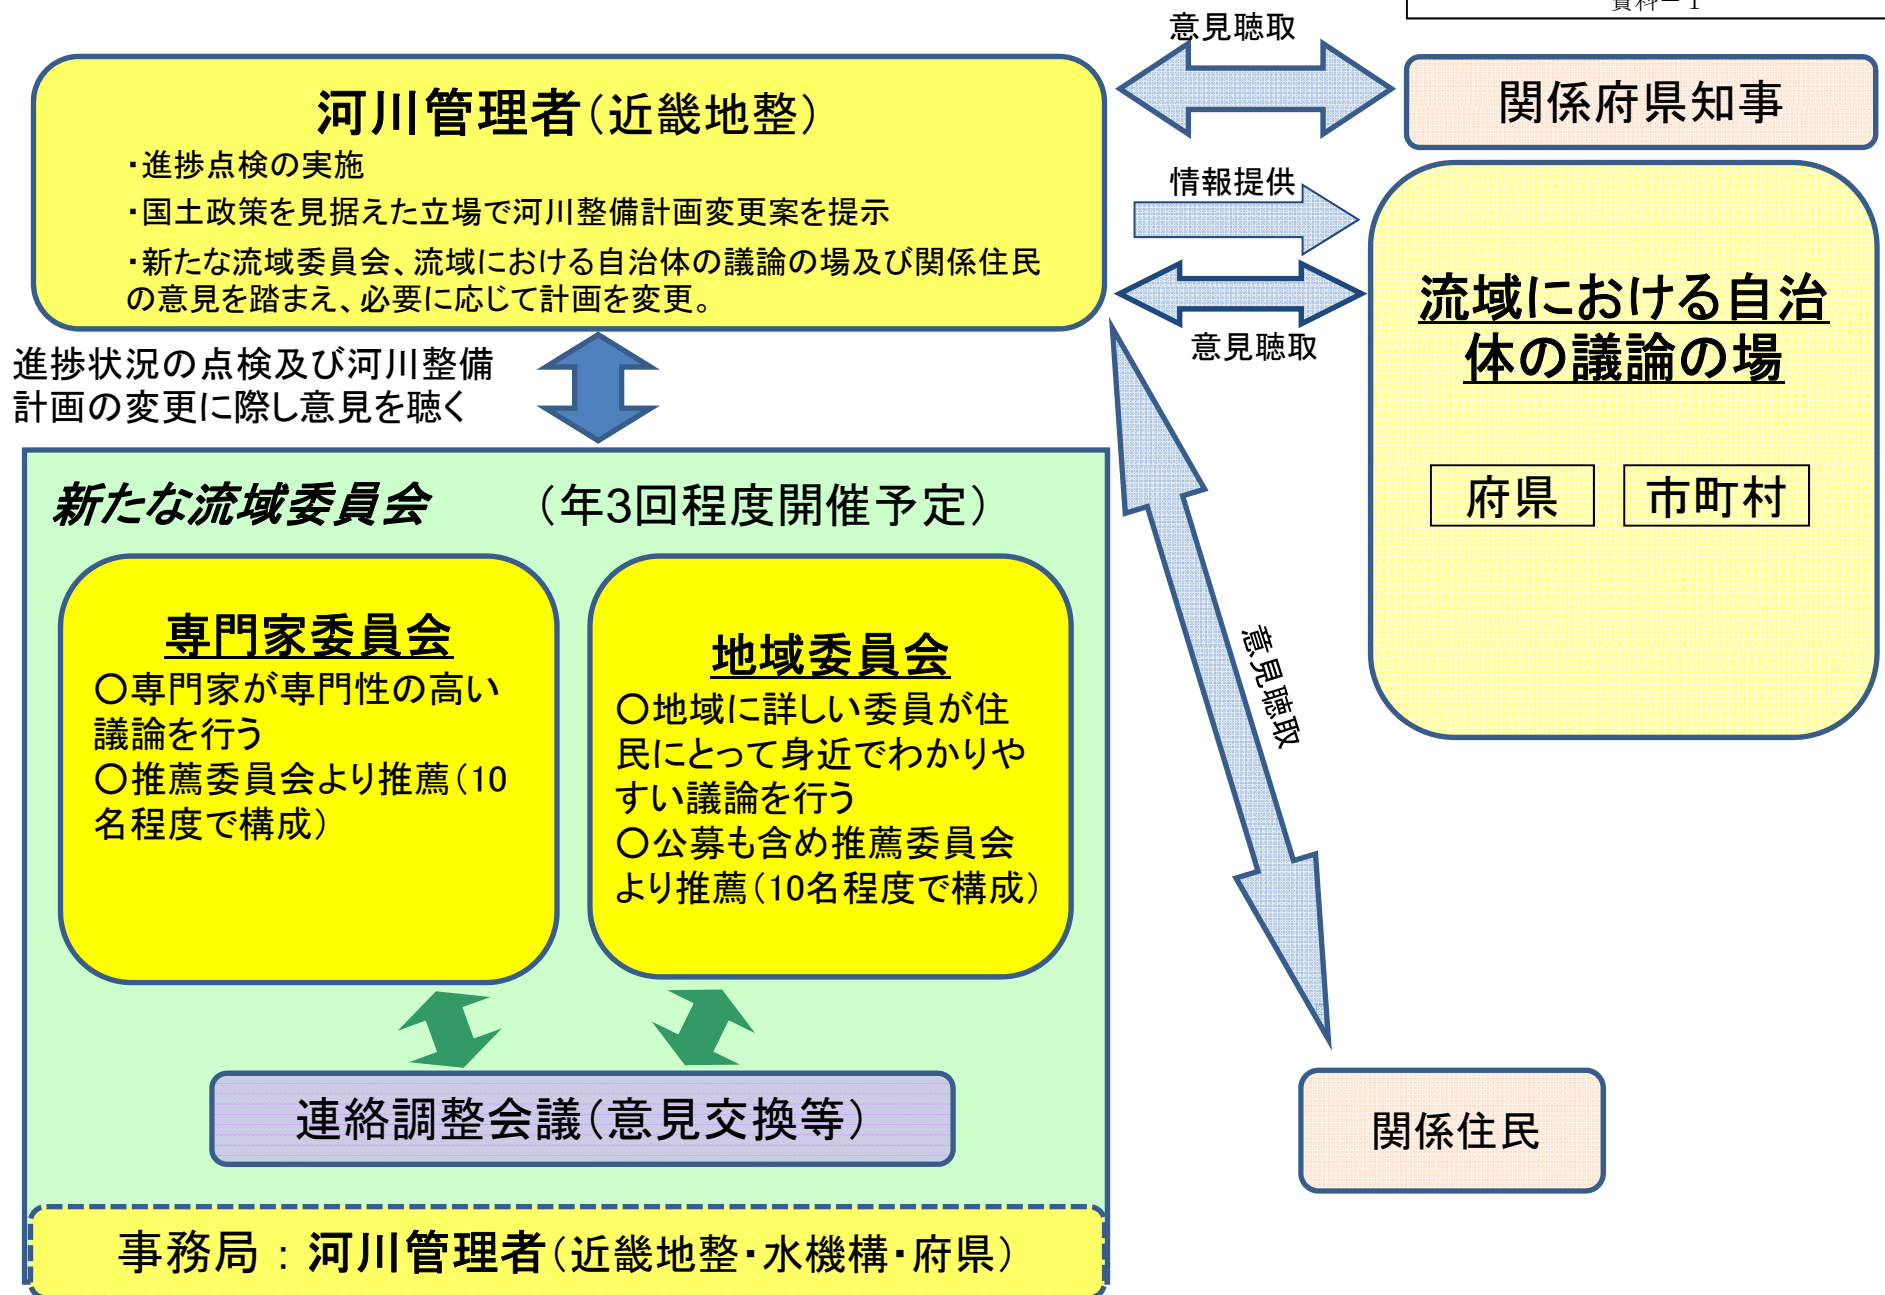 資料－1
意見聴取
河川管理者（近畿地整）
・進捗点検の実施
・国土政策を見据えた立場で河川整備計画変更案を提示
・新たな流域委員会、流域における自治体の議論の場及び関係住民
の意見を踏まえ、必要に応じて計画を変更。
関係府県知事
情報提供
意見聴取
流域における自治
体の議論の場
府県
市町村
進捗状況の点検及び河川整備
計画の変更に際し意見を聴く
新たな流域委員会 （年3回程度開催予定）
専門家委員会
〇専門家が専門性の高い
議論を行う
〇推薦委員会より推薦（10
名程度で構成）
地域委員会
〇地域に詳しい委員が住
民にとって身近でわかりや
すい議論を行う
〇公募も含め推薦委員会
より推薦（10名程度で構成）
意見聴取
連絡調整会議（意見交換等）
関係住民
事務局：河川管理者（近畿地整・水機構・府県）